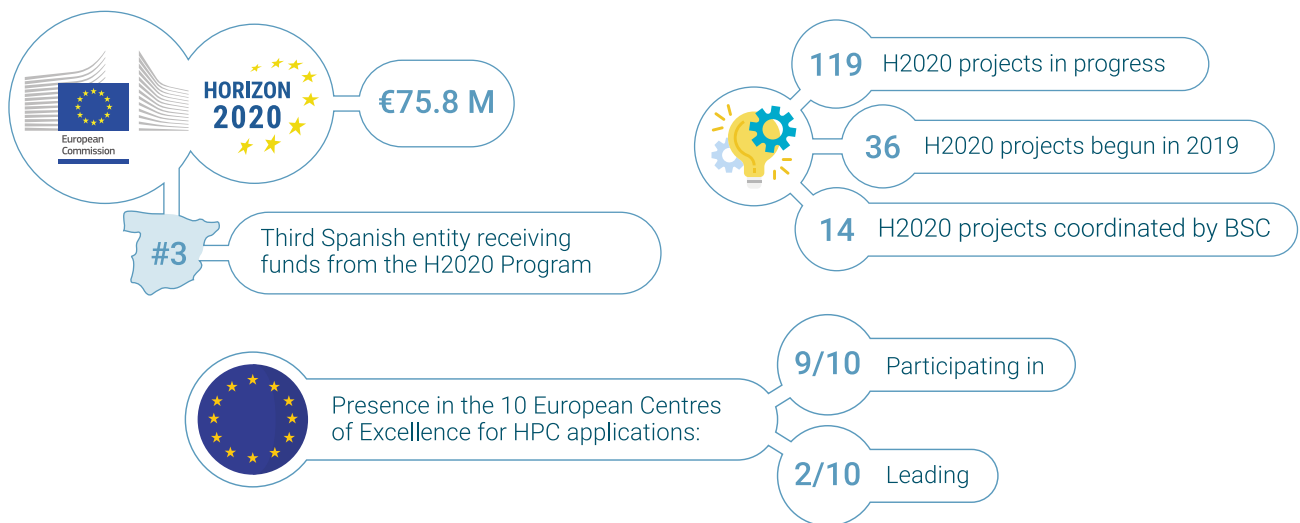 European
Commission
HORIZON
2020
€75.8 M
#3
Third Spanish entity receiving
funds from the H2020 Program
119 H2020 projects in progress
36 H2020 projects begun in 2019
14 H2020 projects coordinated by BSC
Presence in the 10 European Centres
of Excellence for HPC applications:
9/10 Participating in
2/10 Leading